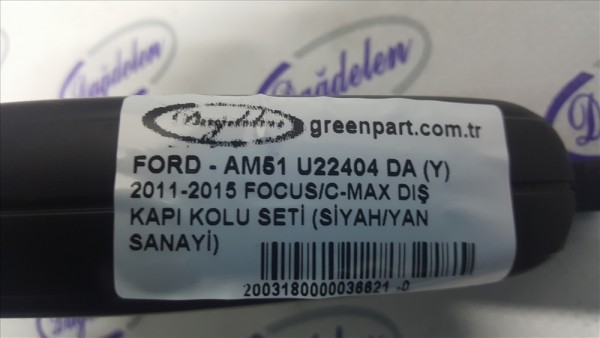 Dağdelen
greenpart.com.tr
FORD - AM51 U22404 DA (Y)
2011-2015 FOCUS/C-MAX DIŞ
KAPI KOLU SETİ (SİYAH/YAN
SANAYİ)
2003180000036621 -0